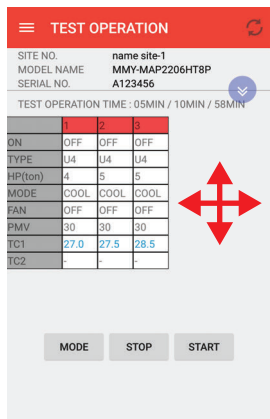 TEST OPERATION
SITE NO. name site-1
MODEL NAME MMY-MAP2206HT8P
SERIAL NO. A123456
TEST OPERATION TIME : 05MIN / 10MIN / 58MIN
1 2 3
ON OFF OFF OFF
TYPE U4 U4 U4
HP(ton) 4 5 5
MODE COOL COOL COOL
FAN OFF OFF OFF
PMV 30 30 30
TC1 27.0 27.5 28.5
TC2 - - -
MODE STOP START